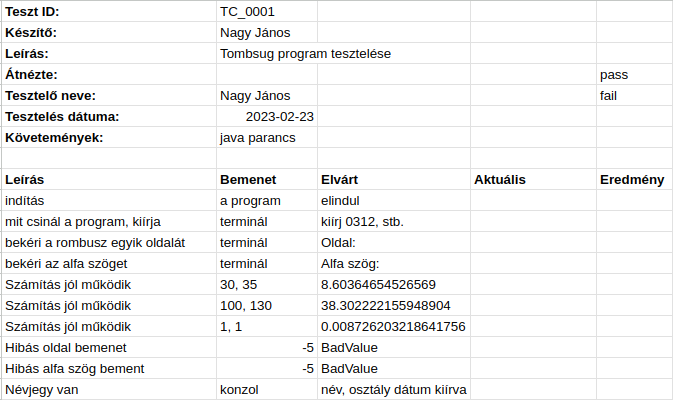 Teszt ID: TC_0001
Készítő: Nagy János
Leírás: Tombsug program tesztelése
Átnézte: pass
Tesztelő neve: Nagy János fail
Tesztelés dátuma: 2023-02-23
Követemények: java parancs
Leírás Bemenet Elvárt Aktuális Eredmény
indítás a program elindul
mit csinál a program, kiírja terminál kiírj 0312, stb.
bekéri a rombusz egyik oldalát terminál Oldal:
bekéri az alfa szöget terminál Alfa szög:
Számítás jól működik 30, 35 8.60364654526569
Számítás jól működik 100, 130 38.302222155948904
Számítás jól működik 1, 1 0.008726203218641756
Hibás oldal bemenet -5 BadValue
Hibás alfa szög bement -5 BadValue
Névjegy van konzol név, osztály dátum kiírva